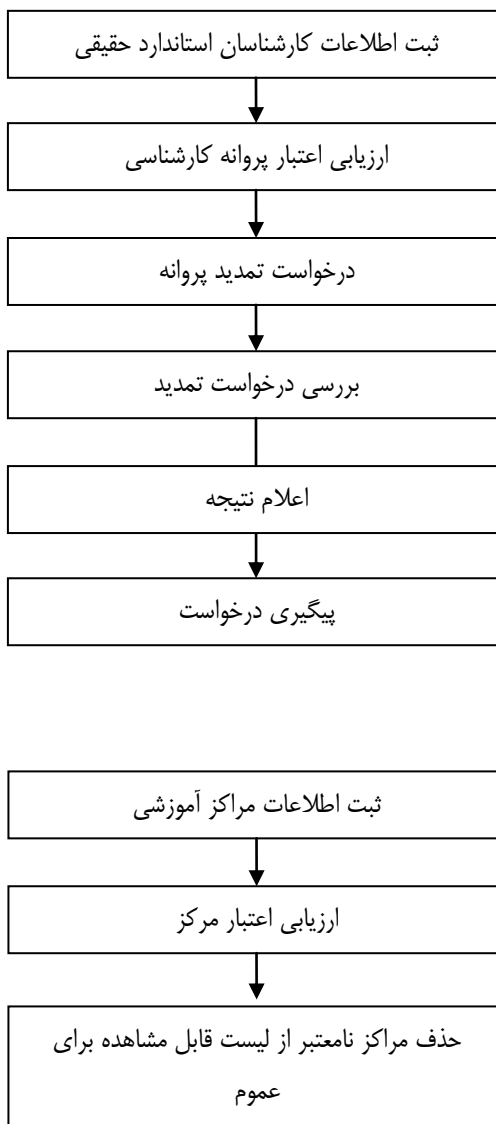 ثبت اطلاعات کارشناسان استاندارد حقیقی
ارزیابی اعتبار پروانه کارشناسی
درخواست تمدید پروانه
بررسی درخواست تمدید
اعلام نتیجه
پیگیری درخواست
ثبت اطلاعات مراکز آموزشی
ارزیابی اعتبار مرکز
حذف مراکز نامعتبر از لیست قابل مشاهده برای
عموم